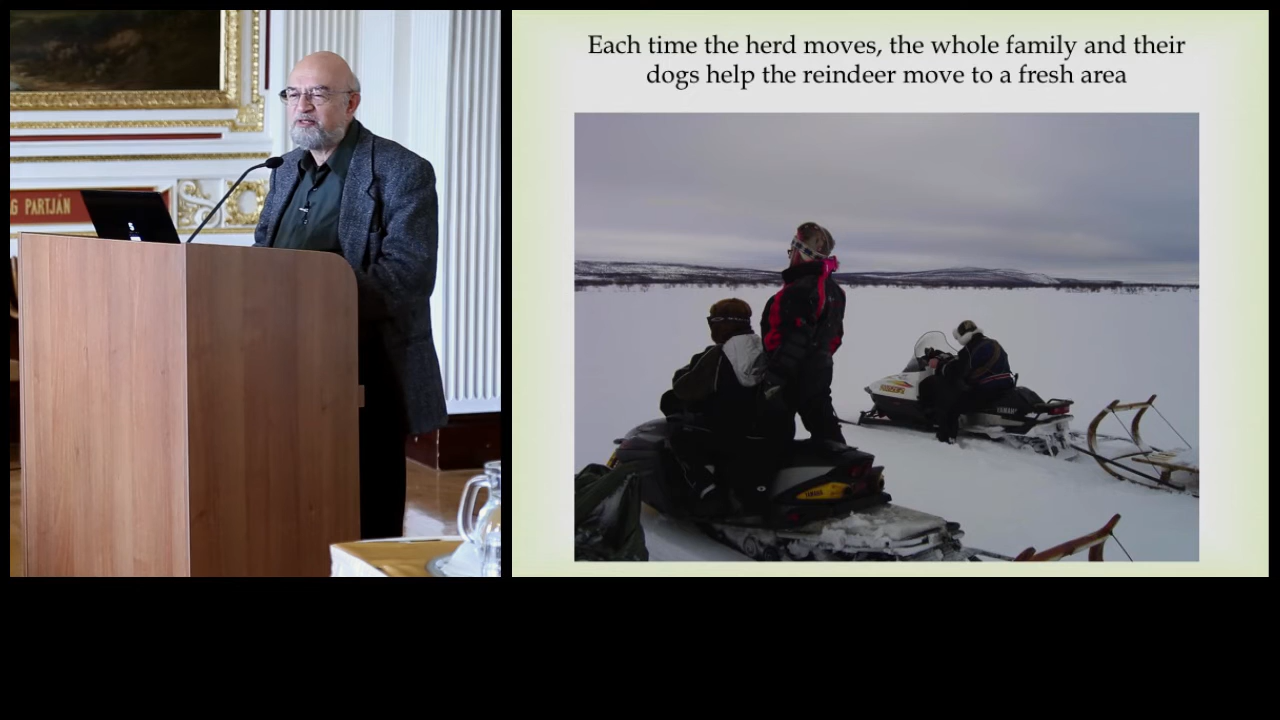 G PARTJÁN
Each time the herd moves, the whole family and their
dogs help the reindeer move to a fresh area
YAMAHA
YAMAHA